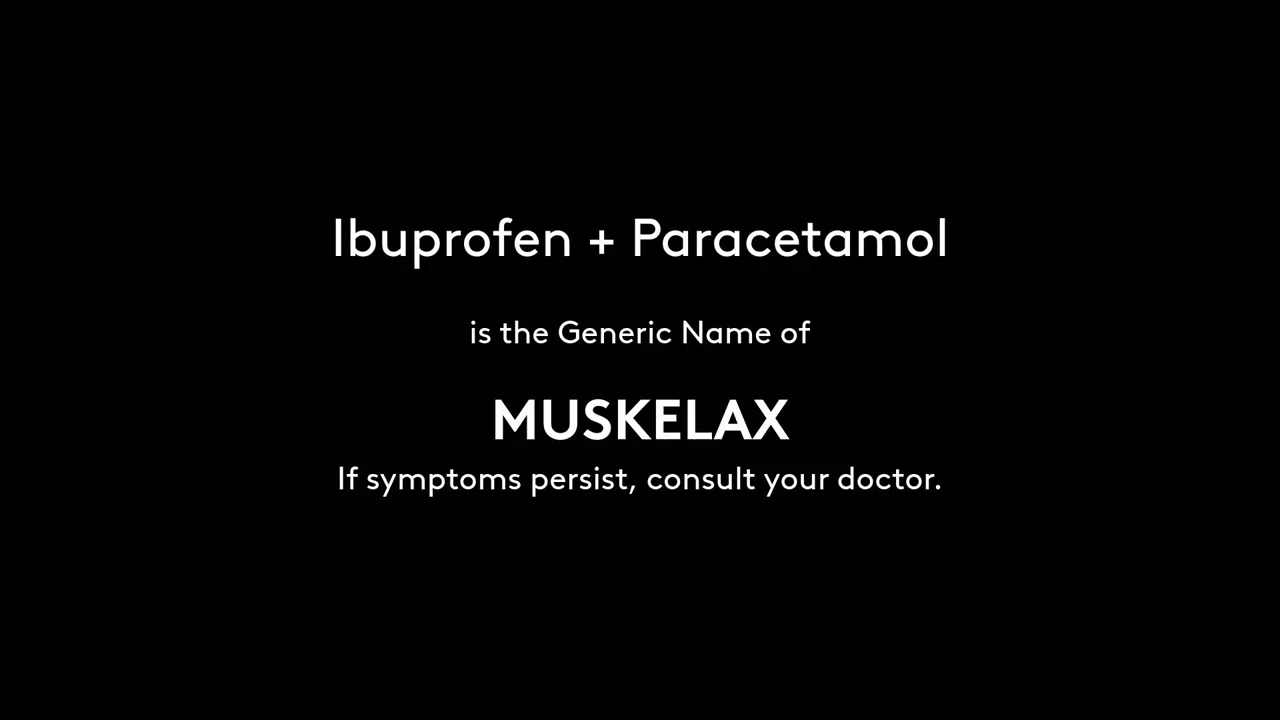 Ibuprofen + Paracetamol
is the Generic Name of
MUSKELAX
If symptoms persist, consult your doctor.